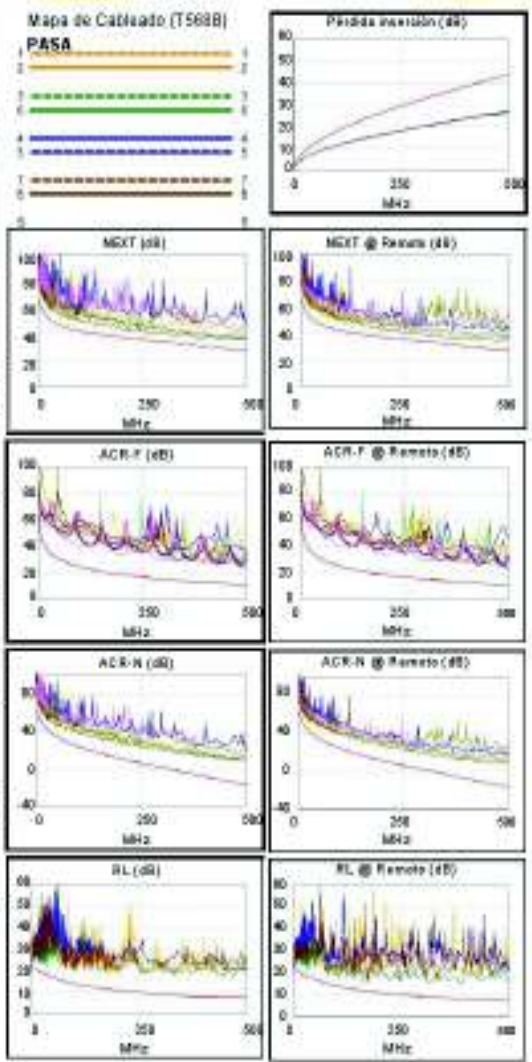 Mapa de Cableado (T568B)
PASA
1 1
2 2
3 3
6 6
4 4
5 5
7 7
8 8
S S
Pérdida inserción (dB)
60
50
40
30
20
10
0
0 250 500
MHz
NEXT (dB)
100
80
60
40
20
0
0 250 500
MHz
NEXT @ Remoto (dB)
100
80
60
40
20
0
0 250 500
MHz
ACR-F (dB)
100
80
60
40
20
0
0 250 500
MHz
ACR-F @ Remoto (dB)
100
80
60
40
20
0
0 250 500
MHz
ACR-N (dB)
80
40
0
-40
0 250 500
MHz
ACR-N @ Remoto (dB)
80
40
0
-40
0 250 500
MHz
RL (dB)
60
50
40
30
20
10
0
0 250 500
MHz
RL @ Remoto (dB)
60
50
40
30
20
10
0
0 250 500
MHz